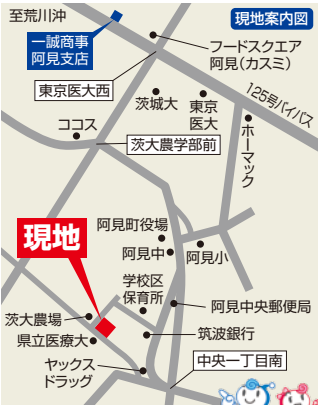 至荒川沖
現地案内図
一誠商事
阿見支店
フードスクエア
阿見(カスミ)
東京医大西
125号バイパス
茨城大
東京
医大
ココス
茨大農学部前
ホーマック
阿見町役場
現地
阿見中
阿見小
学校区
保育所
茨大農場
阿見中央郵便局
県立医療大
筑波銀行
ヤックス
ドラッグ
中央一丁目南